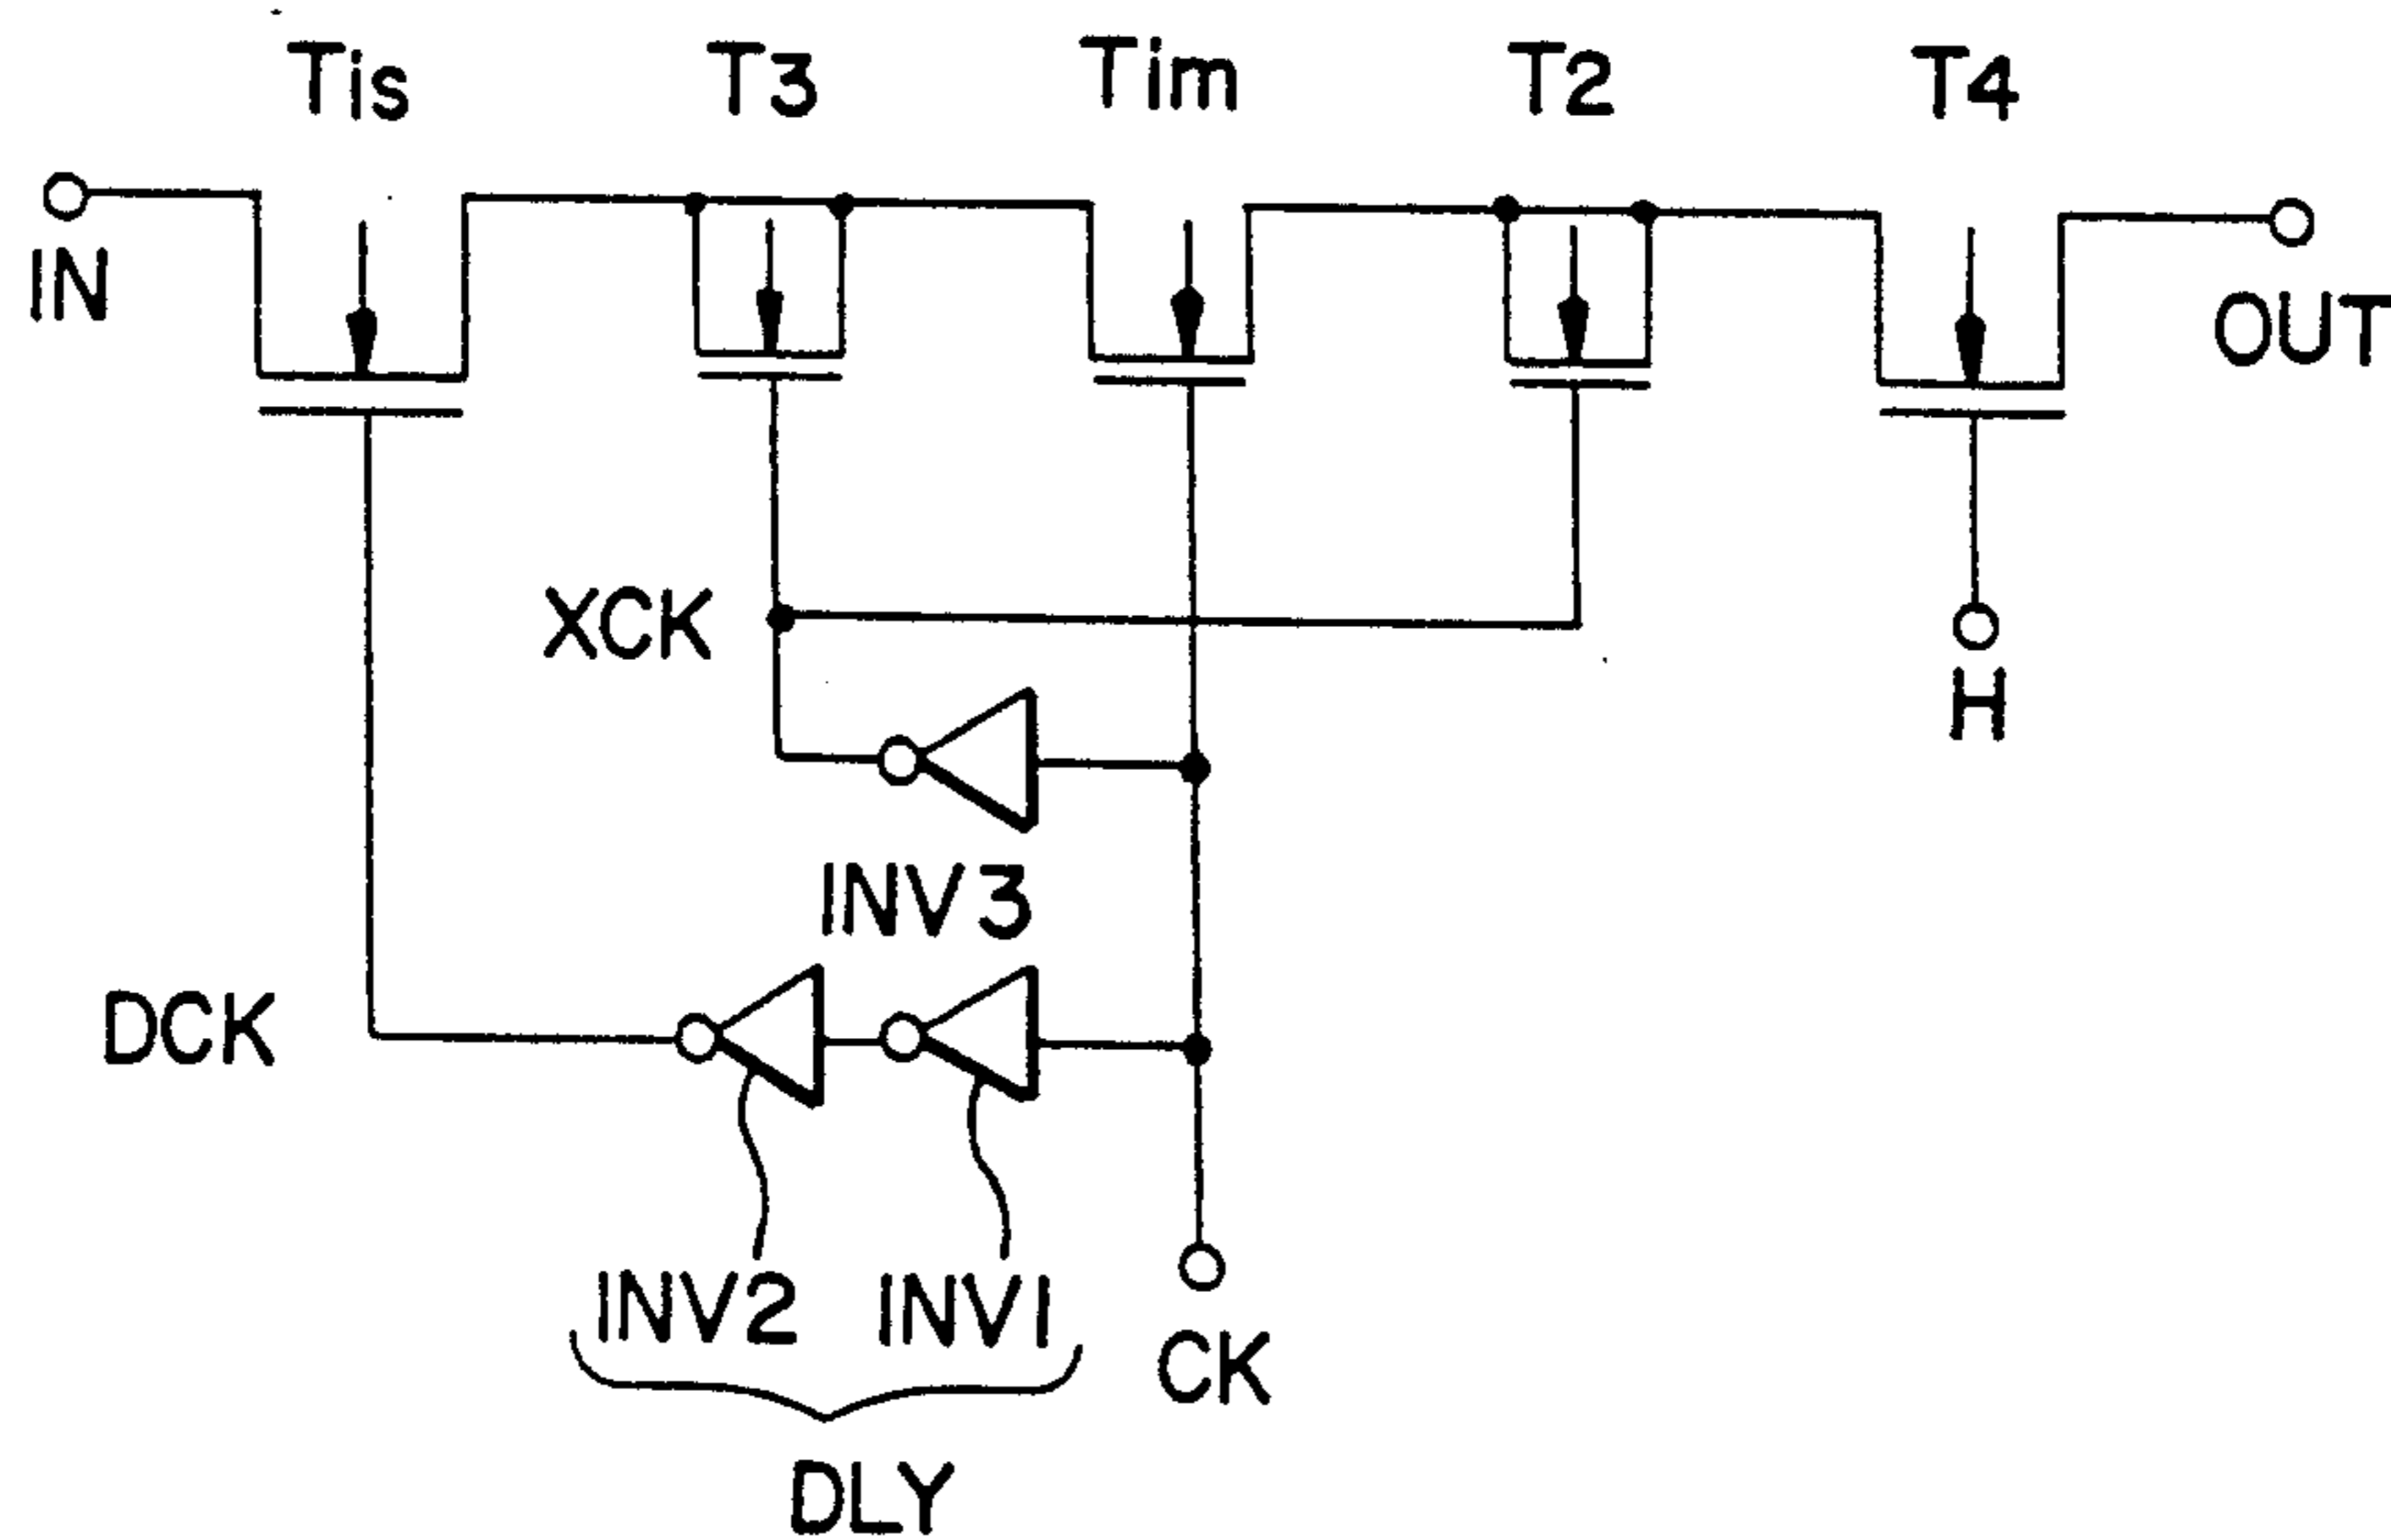 Tis
T3
Tim
T2
T4
IN
OUT
XCK
H
INV3
DCK
INV2
INV1
CK
DLY